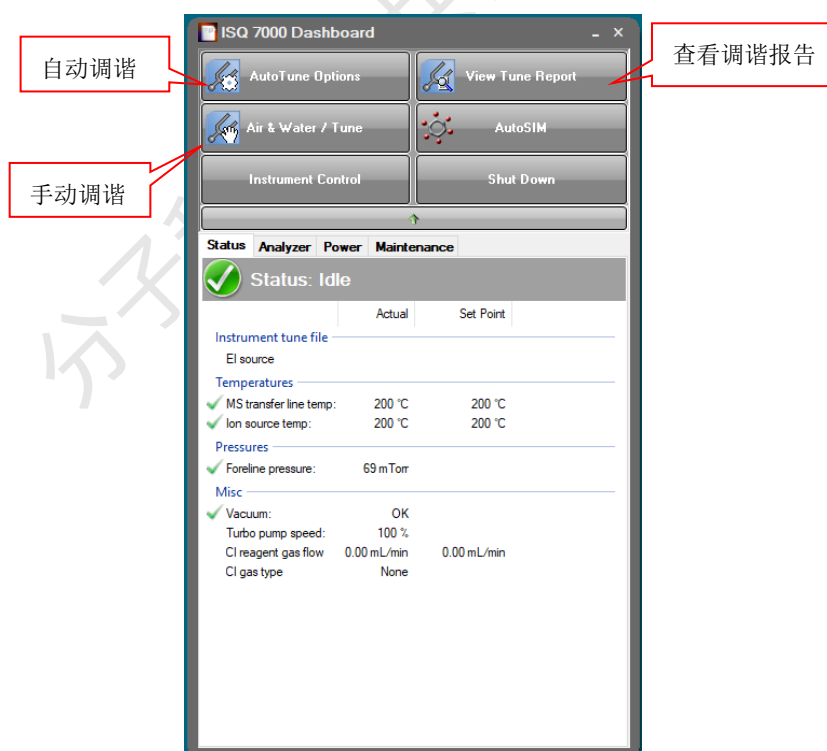 ISQ 7000 Dashboard
自动调谐
查看调谐报告
AutoTune Options
View Tune Report
Air & Water / Tune
AutoSIM
手动调谐
Instrument Control
Shut Down
Status Analyzer Power Maintenance
Status: Idle
Actual Set Point
Instrument tune file
EI source
Temperatures
MS transfer line temp: 200 °C 200 °C
Ion source temp: 200 °C 200 °C
Pressures
Foreline pressure: 69 mTorr
Misc
Vacuum: OK
Turbo pump speed: 100 %
CI reagent gas flow 0.00 mL/min 0.00 mL/min
CI gas type None
分子